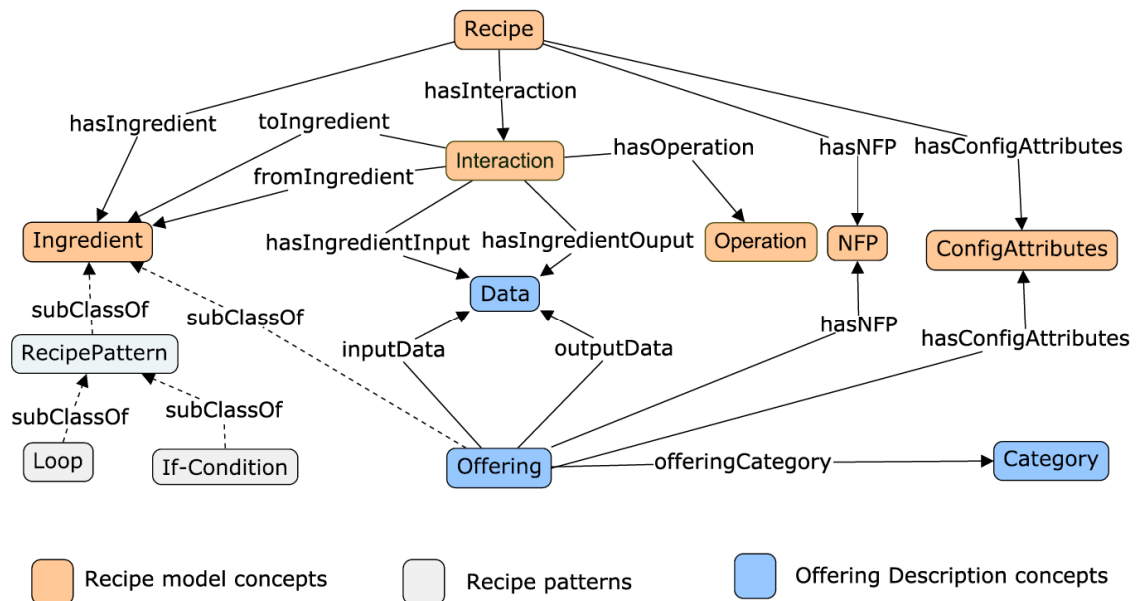 Recipe
hasInteraction
hasIngredient
toIngredient
hasOperation
hasNFP
hasConfigAttributes
Interaction
fromIngredient
Ingredient
hasIngredientInput
hasIngredientOuput
Operation
NFP
ConfigAttributes
Data
subClassOf
subClassOf
hasNFP
hasConfigAttributes
RecipePattern
inputData
outputData
subClassOf
subClassOf
Loop
If-Condition
Offering
offeringCategory
Category
Recipe model concepts
Recipe patterns
Offering Description concepts